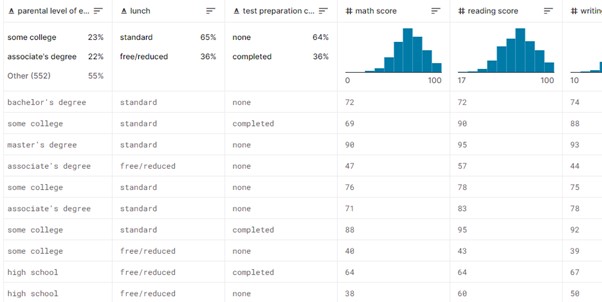 parental level of e... lunch test preparation c... math score reading score writing
some college 23% standard 65% none 64%
associate's degree 22% free/reduced 36% completed 36%
Other (552) 55%
0 100 17 100 10
bachelor's degree standard none 72 72 74
some college standard completed 69 90 88
master's degree standard none 90 95 93
associate's degree free/reduced none 47 57 44
some college standard none 76 78 75
associate's degree standard none 71 83 78
some college standard completed 88 95 92
some college free/reduced none 40 43 39
high school free/reduced completed 64 64 67
high school free/reduced none 38 60 50